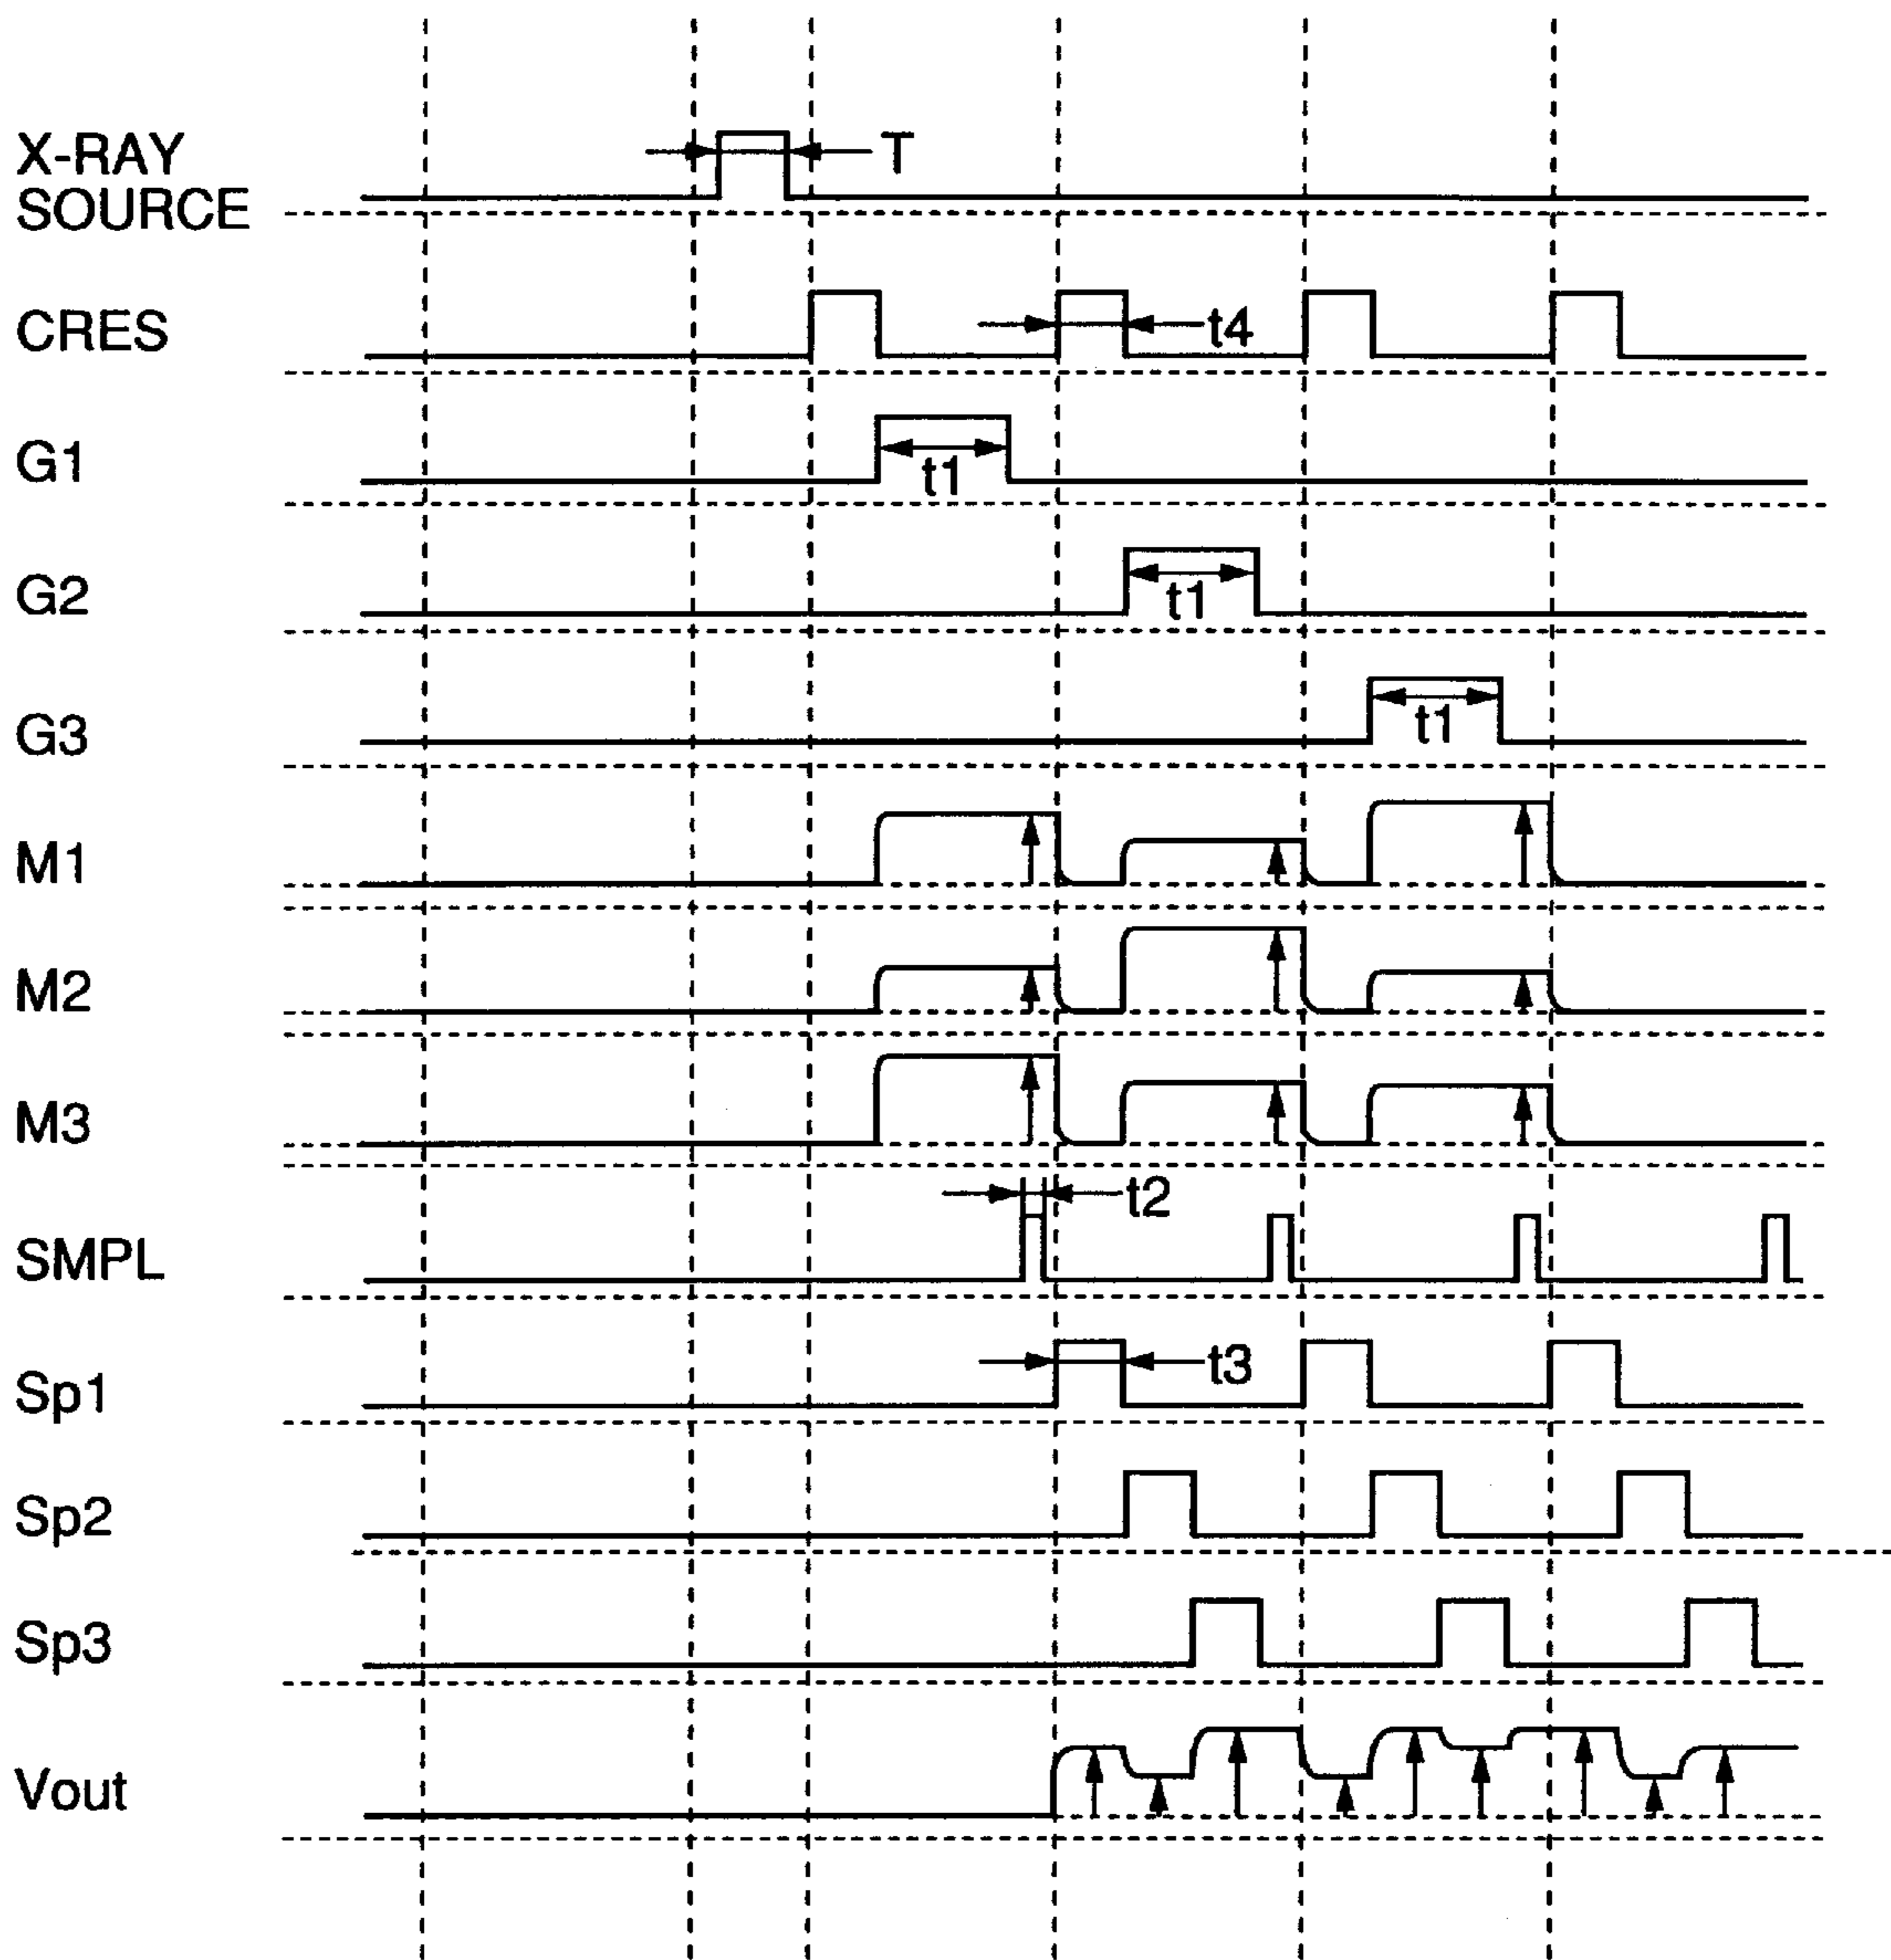 X-RAY
SOURCE
T
CRES
t4
G1
t1
G2
t1
G3
t1
M1
M2
M3
t2
SMPL
Sp1
t3
Sp2
Sp3
Vout